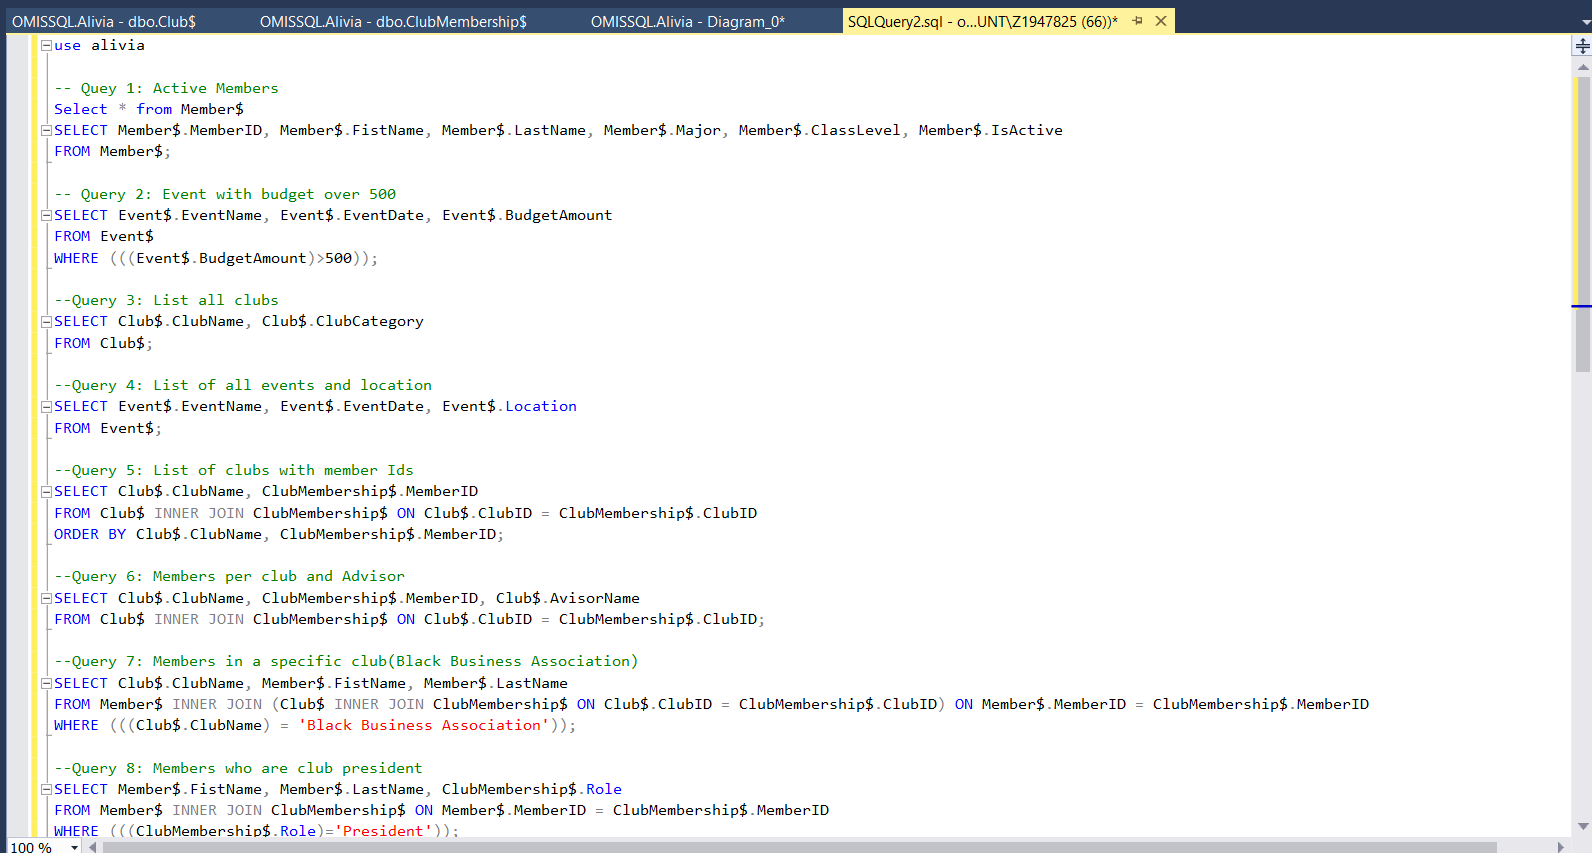 OMISSQL.Alivia - dbo.Club$ OMISSQL.Alivia - dbo.ClubMembership$ OMISSQL.Alivia - Diagram_0* SQLQuery2.sql - o...UNT\Z1947825 (66))*
use alivia
-- Quey 1: Active Members
Select * from Member$
SELECT Member$.MemberID, Member$.FistName, Member$.LastName, Member$.Major, Member$.ClassLevel, Member$.IsActive
FROM Member$;
-- Query 2: Event with budget over 500
SELECT Event$.EventName, Event$.EventDate, Event$.BudgetAmount
FROM Event$
WHERE (((Event$.BudgetAmount)>500));
--Query 3: List all clubs
SELECT Club$.ClubName, Club$.ClubCategory
FROM Club$;
--Query 4: List of all events and location
SELECT Event$.EventName, Event$.EventDate, Event$.Location
FROM Event$;
--Query 5: List of clubs with member Ids
SELECT Club$.ClubName, ClubMembership$.MemberID
FROM Club$ INNER JOIN ClubMembership$ ON Club$.ClubID = ClubMembership$.ClubID
ORDER BY Club$.ClubName, ClubMembership$.MemberID;
--Query 6: Members per club and Advisor
SELECT Club$.ClubName, ClubMembership$.MemberID, Club$.AvisorName
FROM Club$ INNER JOIN ClubMembership$ ON Club$.ClubID = ClubMembership$.ClubID;
--Query 7: Members in a specific club(Black Business Association)
SELECT Club$.ClubName, Member$.FistName, Member$.LastName
FROM Member$ INNER JOIN (Club$ INNER JOIN ClubMembership$ ON Club$.ClubID = ClubMembership$.ClubID) ON Member$.MemberID = ClubMembership$.MemberID
WHERE (((Club$.ClubName) = 'Black Business Association'));
--Query 8: Members who are club president
SELECT Member$.FistName, Member$.LastName, ClubMembership$.Role
FROM Member$ INNER JOIN ClubMembership$ ON Member$.MemberID = ClubMembership$.MemberID
WHERE (((ClubMembership$.Role)='President'));
100 %